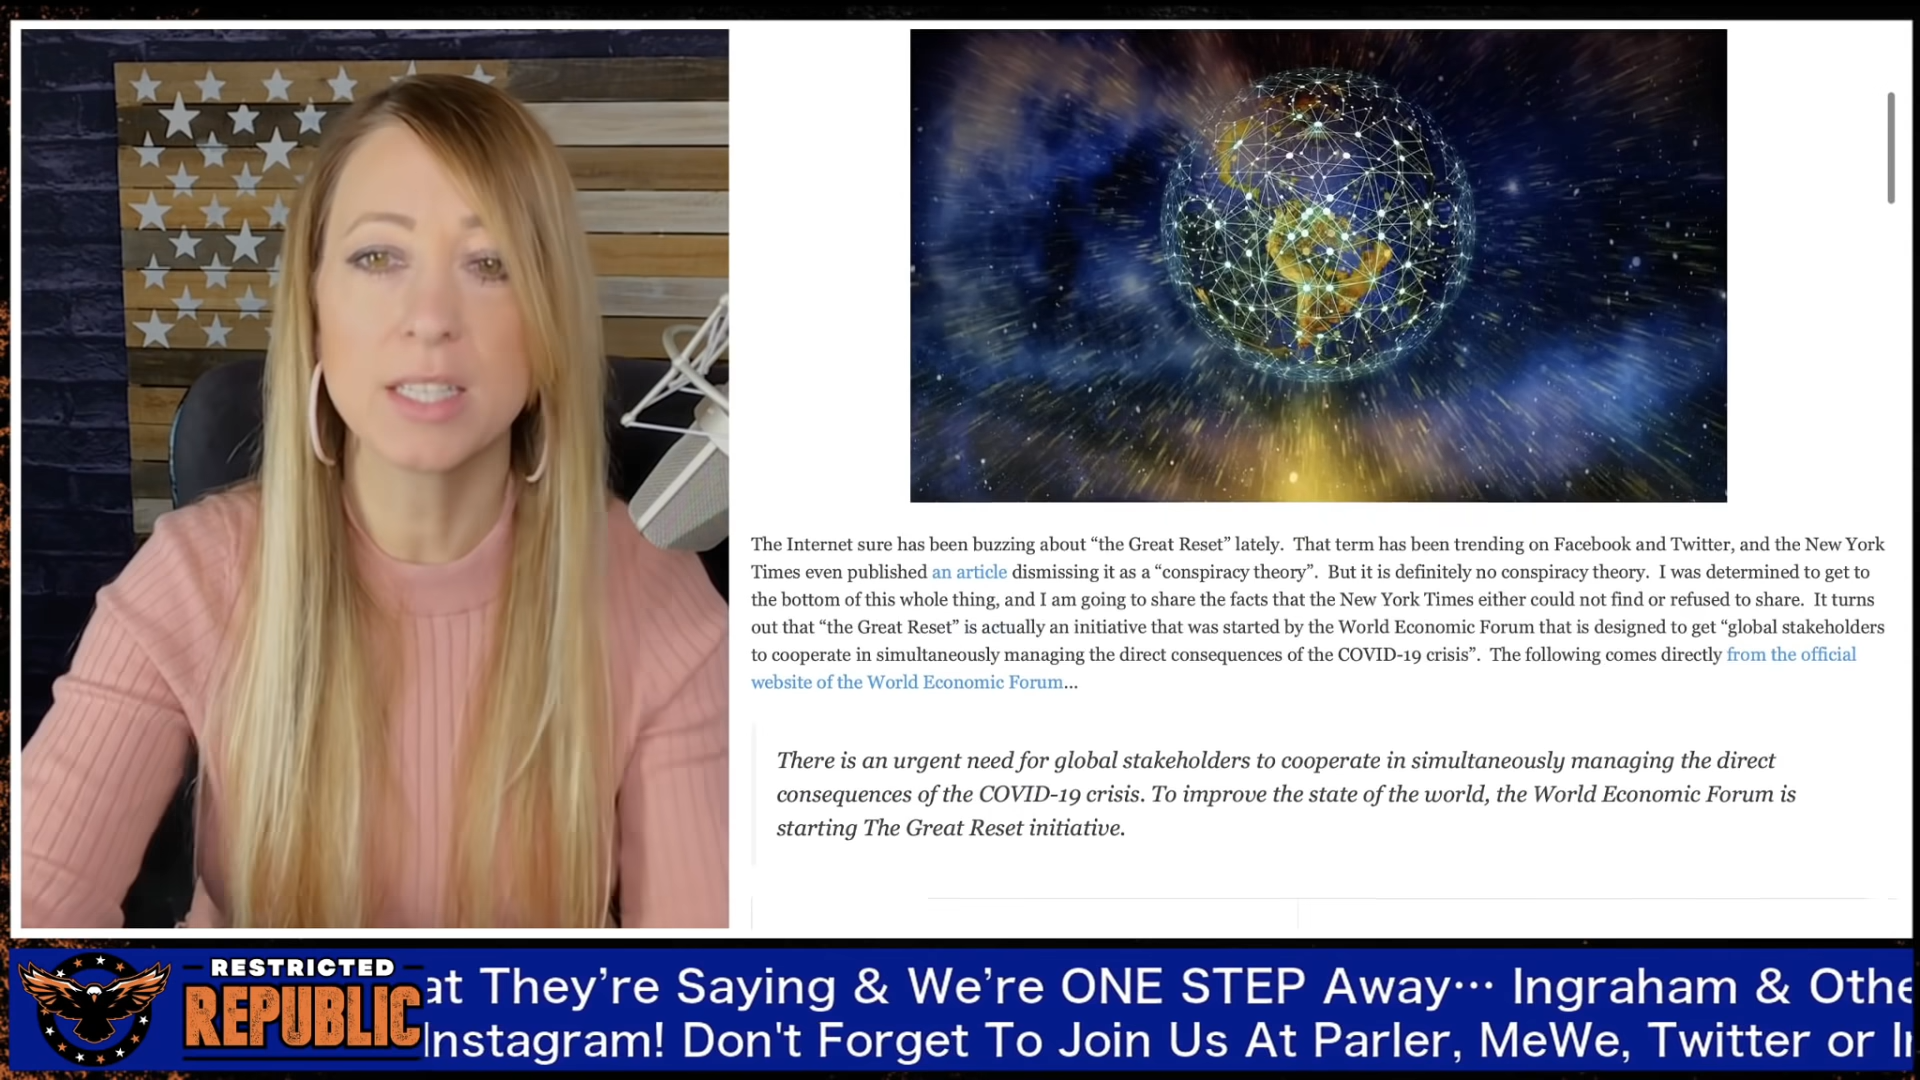 The Internet sure has been buzzing about “the Great Reset” lately.  That term has been trending on Facebook and Twitter, and the New York
Times even published an article dismissing it as a “conspiracy theory”.  But it is definitely no conspiracy theory.  I was determined to get to
the bottom of this whole thing, and I am going to share the facts that the New York Times either could not find or refused to share.  It turns
out that “the Great Reset” is actually an initiative that was started by the World Economic Forum that is designed to get “global stakeholders
to cooperate in simultaneously managing the direct consequences of the COVID-19 crisis”.  The following comes directly from the official
website of the World Economic Forum...
There is an urgent need for global stakeholders to cooperate in simultaneously managing the direct
consequences of the COVID-19 crisis. To improve the state of the world, the World Economic Forum is
starting The Great Reset initiative.
RESTRICTED
REPUBLIC
at They’re Saying & We’re ONE STEP Away… Ingraham & Othe
Instagram! Don't Forget To Join Us At Parler, MeWe, Twitter or I